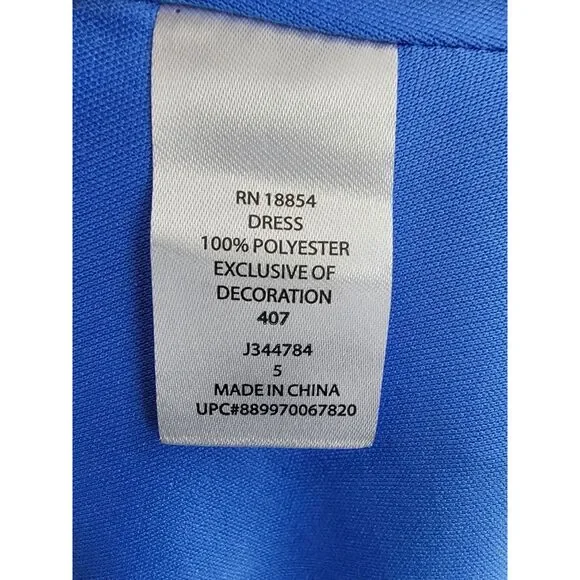 RN 18854
DRESS
100% POLYESTER
EXCLUSIVE OF
DECORATION
407
J344784
5
MADE IN CHINA
UPC#889970067820